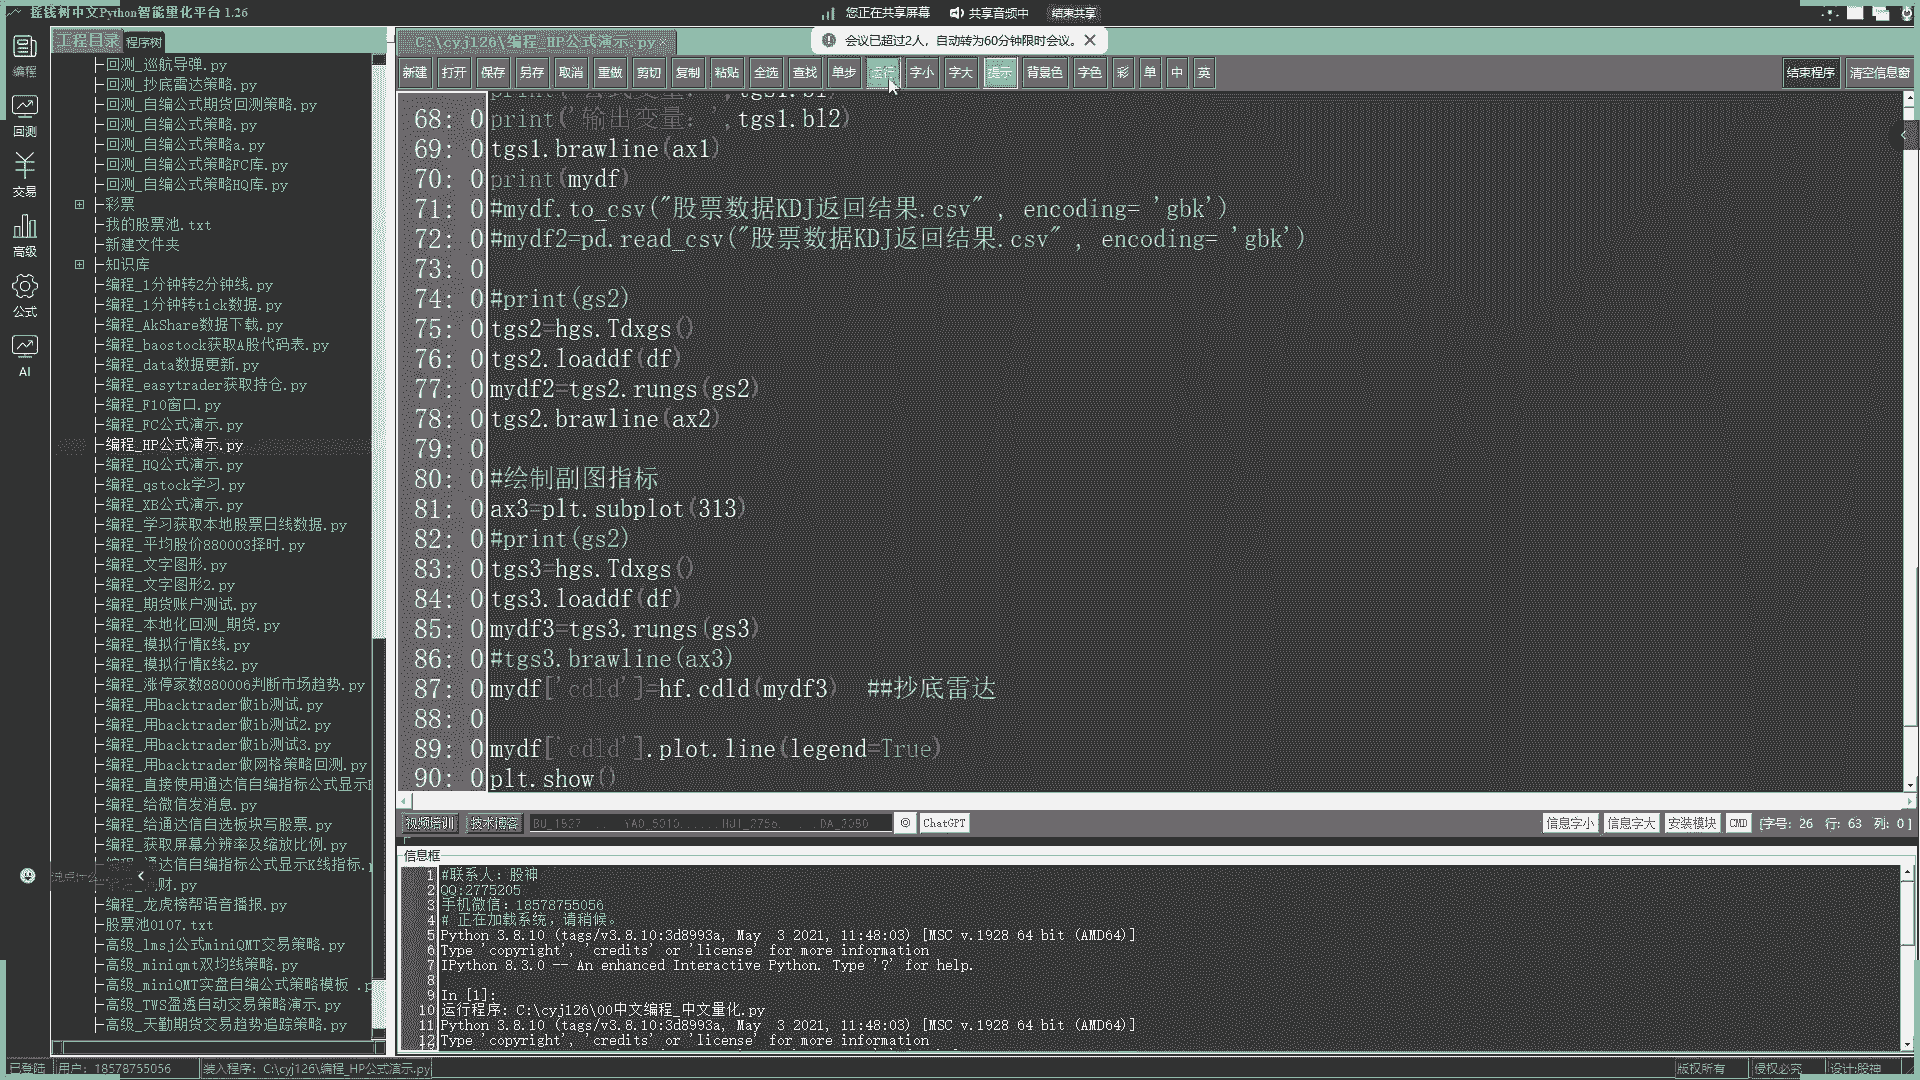 摇钱树中文Python智能量化平台 1.26
您正在共享屏幕
共享音频中
结束共享
会议已超过2人，自动转为60分钟限时会议。
编程
回测
交易
高级
公式
AI
工程目录 程序树
回测_巡航导弹.py
回测_抄底雷达策略.py
回测_自编公式期货回测策略.py
回测_自编公式策略.py
回测_自编公式策略a.py
回测_自编公式策略FC库.py
回测_自编公式策略HQ库.py
彩票
我的股票池.txt
新建文件夹
知识库
编程_1分钟转2分钟线.py
编程_1分钟转tick数据.py
编程_AkShare数据下载.py
编程_baostock获取A股代码表.py
编程_data数据更新.py
编程_easytrader获取持仓.py
编程_F10窗口.py
编程_FC公式演示.py
编程_HP公式演示.py
编程_HQ公式演示.py
编程_qstock学习.py
编程_XB公式演示.py
编程_学习获取本地股票日线数据.py
编程_平均股价880003择时.py
编程_文字图形.py
编程_文字图形2.py
编程_期货账户测试.py
编程_本地化回测_期货.py
编程_模拟行情K线.py
编程_模拟行情K线2.py
编程_涨停家数880006判断市场趋势.py
编程_用backtrader做ib测试.py
编程_用backtrader做ib测试2.py
编程_用backtrader做ib测试3.py
编程_用backtrader做网格策略回测.py
编程_直接使用通达信自编指标公式显示
编程_给微信发消息.py
编程_给通达信自选板块写股票.py
编程_获取屏幕分辨率及缩放比例.py
通达信自编指标公式显示K线指标.
财.py
编程_龙虎榜帮语音播报.py
股票池0107.txt
高级_lmsj公式miniQMT交易策略.py
高级_miniqmt双均线策略.py
高级_miniQMT实盘自编公式策略模板 .p
高级_TWS盈透自动交易策略演示.py
高级_天勤期货交易趋势追踪策略.py
C:\cyj126\编程_HP公式演示.py
新建 打开 保存 另存 取消 重做 剪切 复制 粘贴 全选 查找 单步 运行 字小 字大 提示 背景色 字色 彩 单 中 英
结束程序 清空信息窗
68: 0 print('输出变量: ',tgs1.bl2)
69: 0 tgs1.brawline(ax1)
70: 0 print(mydf)
71: 0 #mydf.to_csv("股票数据KDJ返回结果.csv" , encoding= 'gbk')
72: 0 #mydf2=pd.read_csv("股票数据KDJ返回结果.csv" , encoding= 'gbk')
73: 0
74: 0 #print(gs2)
75: 0 tgs2=hgs.Tdxgs()
76: 0 tgs2.loaddf(df)
77: 0 mydf2=tgs2.rungs(gs2)
78: 0 tgs2.brawline(ax2)
79: 0
80: 0 #绘制副图指标
81: 0 ax3=plt.subplot(313)
82: 0 #print(gs2)
83: 0 tgs3=hgs.Tdxgs()
84: 0 tgs3.loaddf(df)
85: 0 mydf3=tgs3.rungs(gs3)
86: 0 #tgs3.brawline(ax3)
87: 0 mydf['cdld']=hf.cdld(mydf3)  ##抄底雷达
88: 0
89: 0 mydf['cdld'].plot.line(legend=True)
90: 0 plt.show()
视频培训 技术博客 ChatGPT
信息字小 信息字大 安装模块 CMD [字号: 26 行: 63 列: 0 ]
信息框
1 #联系人: 股神
2 QQ:2775205
3 手机微信: 18578755056
4 # 正在加载系统，请稍候。
5 Python 3.8.10 (tags/v3.8.10:3d8993a, May  3 2021, 11:48:03) [MSC v.1928 64 bit (AMD64)]
6 Type 'copyright', 'credits' or 'license' for more information
7 IPython 8.3.0 -- An enhanced Interactive Python. Type '?' for help.
8
9 In [1]:
10 运行程序: C:\cyj126\00中文编程_中文量化.py
11 Python 3.8.10 (tags/v3.8.10:3d8993a, May  3 2021, 11:48:03) [MSC v.1928 64 bit (AMD64)]
12 Type 'copyright', 'credits' or 'license' for more information
已登陆 用户: 18578755056 装入程序: C:\cyj126\编程_HP公式演示.py
版权所有 侵权必究 设计:股神